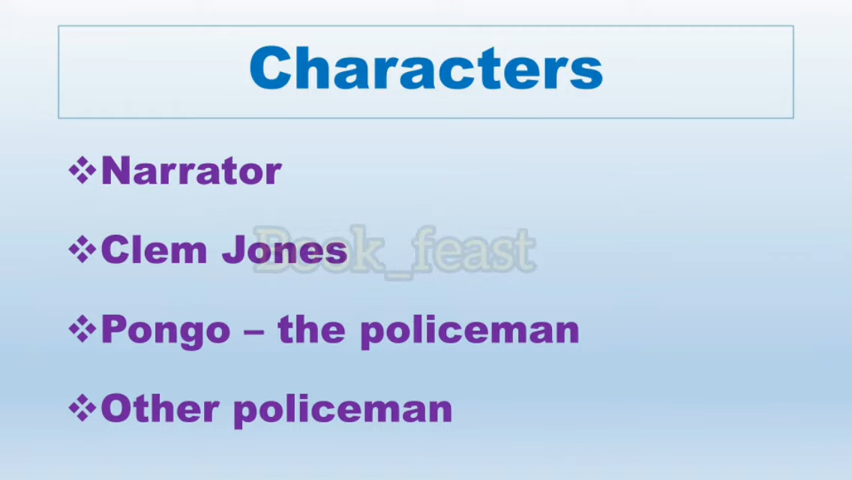 Characters
❖Narrator
❖Clem Jones
Book_feast
❖Pongo – the policeman
❖Other policeman